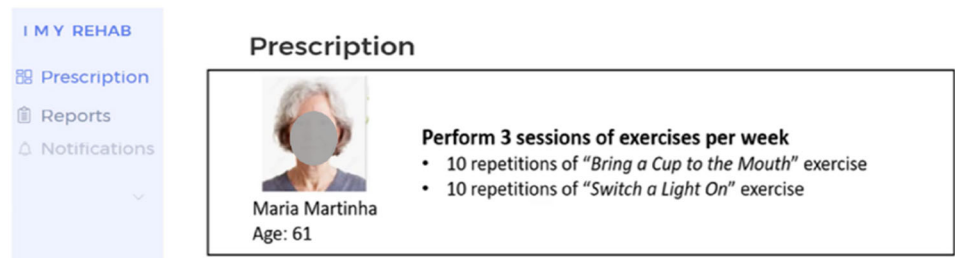 I MY REHAB
Prescription
Reports
Notifications
Prescription
Maria Martinha
Age: 61
Perform 3 sessions of exercises per week
• 10 repetitions of “Bring a Cup to the Mouth” exercise
• 10 repetitions of “Switch a Light On” exercise